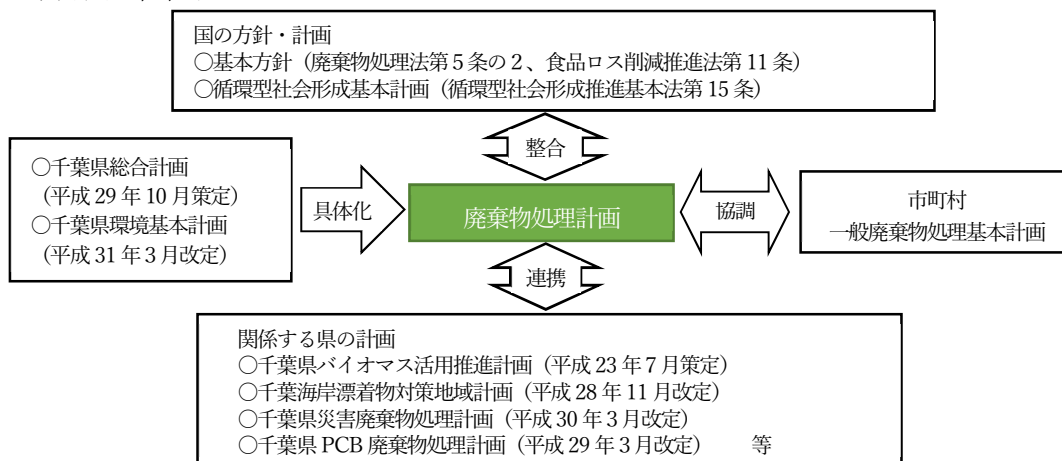 国の方針・計画
〇基本方針（廃棄物処理法第5条の2、食品ロス削減推進法第11条）
〇循環型社会形成基本計画（循環型社会形成推進基本法第15条）
整合
〇千葉県総合計画
（平成29年10月策定）
〇千葉県環境基本計画
（平成31年3月改定）
具体化
廃棄物処理計画
協調
市町村
一般廃棄物処理基本計画
連携
関係する県の計画
〇千葉県バイオマス活用推進計画（平成23年7月策定）
〇千葉海岸漂着物対策地域計画（平成28年11月改定）
〇千葉県災害廃棄物処理計画（平成30年3月改定）
〇千葉県PCB廃棄物処理計画（平成29年3月改定）　　等